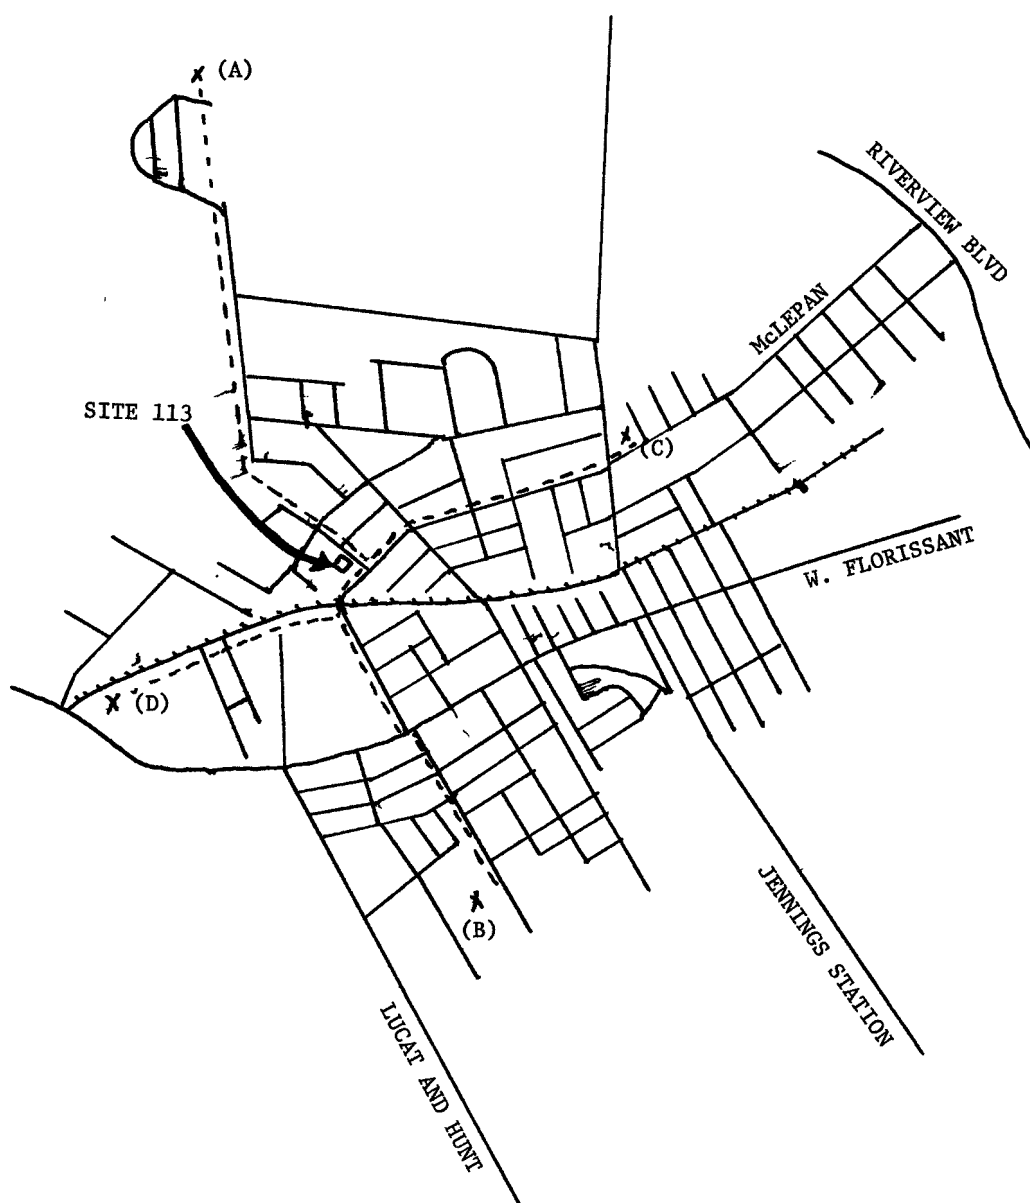 (A)
RIVERVIEW BLVD
McLEPAN
SITE 113
(C)
W. FLORISSANT
(D)
(B)
JENNINGS STATION
LUCAT AND HUNT